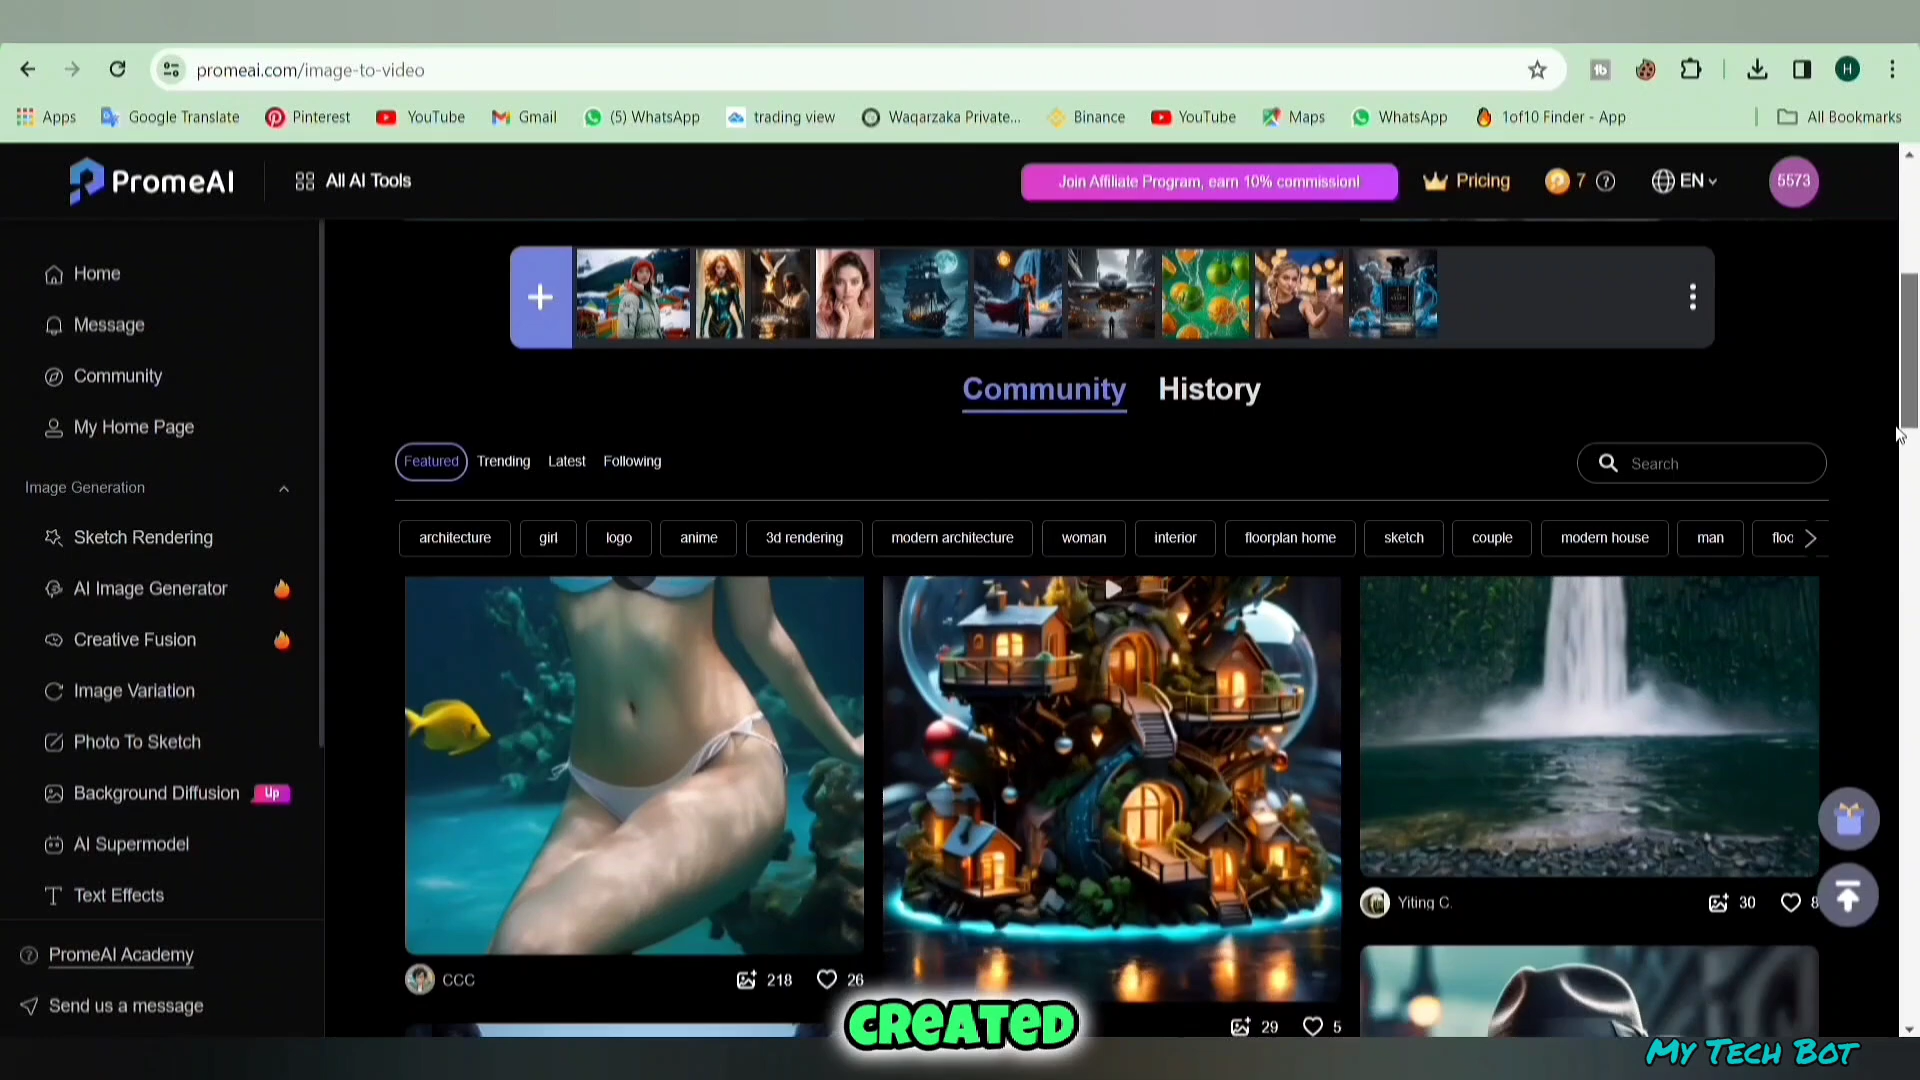 promeai.com/image-to-video
Apps Google Translate Pinterest YouTube Gmail (5) WhatsApp trading view Waqarzaka Private... Binance YouTube Maps WhatsApp 1of10 Finder - App All Bookmarks
PromeAI All AI Tools Join Affiliate Program, earn 10% commission! Pricing 7 EN 5573
Home
Message
Community
My Home Page
Image Generation
Sketch Rendering
AI Image Generator
Creative Fusion
Image Variation
Photo To Sketch
Background Diffusion Up
AI Supermodel
Text Effects
PromeAI Academy
Send us a message
Community History
Featured Trending Latest Following Search
architecture girl logo anime 3d rendering modern architecture woman interior floorplan home sketch couple modern house man
Yiting C. 30 8
CCC 218 26
29 5
CREATED
My Tech Bot